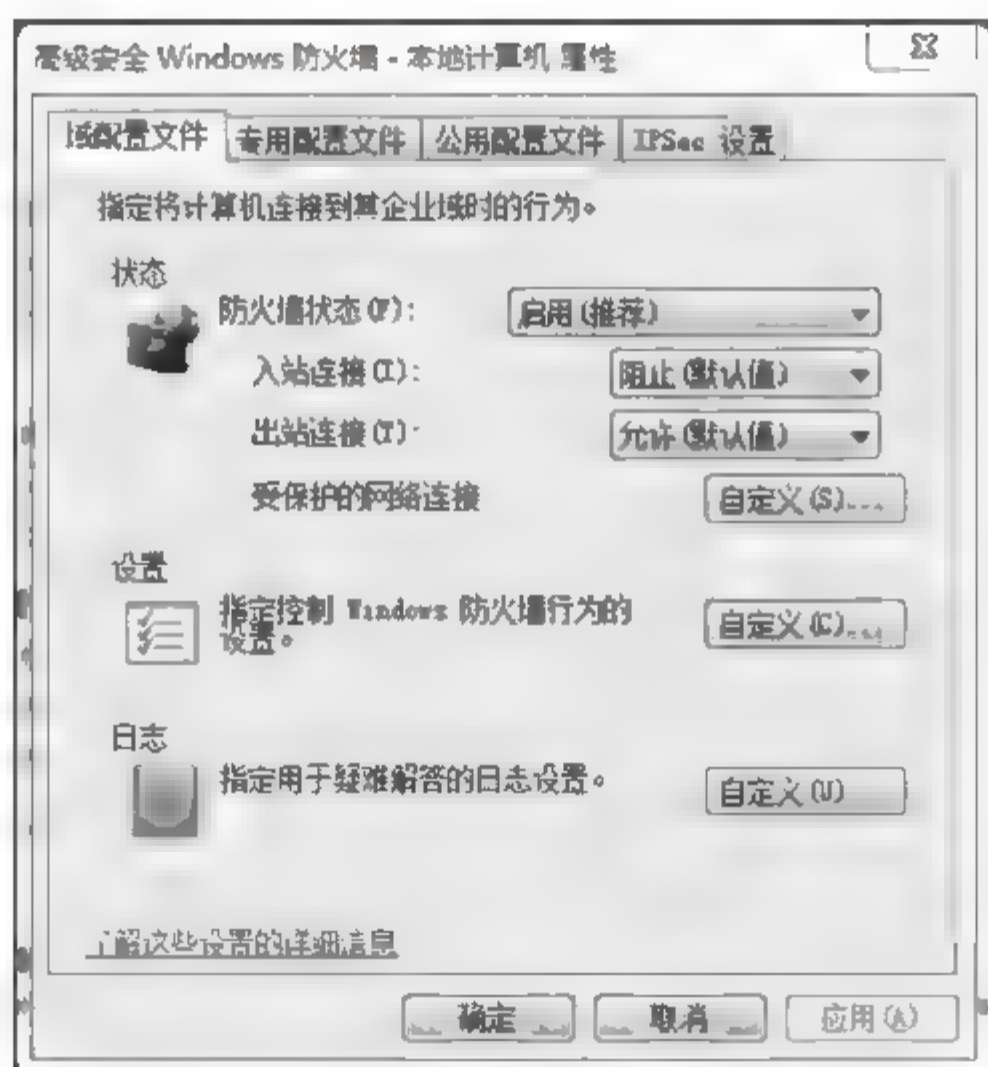 高级安全 Windows 防火墙 - 本地计算机 属性
域配置文件 专用配置文件 公用配置文件 IPSec 设置
指定将计算机连接到其企业域时的行为。
状态
防火墙状态(F): 启用(推荐)
入站连接(I): 阻止(默认值)
出站连接(T): 允许(默认值)
受保护的网络连接 自定义(S)...
设置
指定控制 Windows 防火墙行为的 自定义(C)...
设置。
日志
指定用于疑难解答的日志设置。 自定义(U)
了解这些设置的详细信息
确定 取消 应用(A)